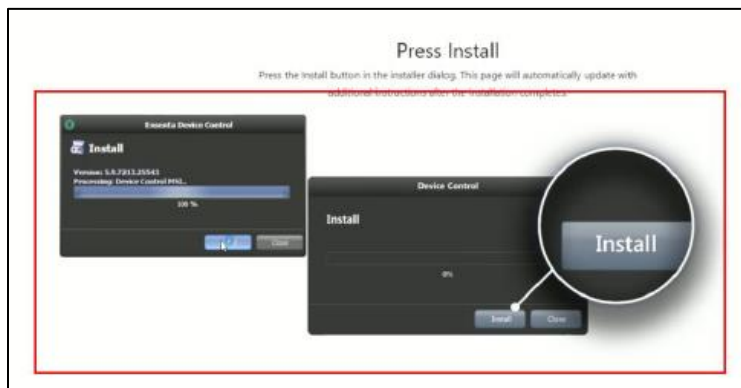 Press Install
Press the Install button in the installer dialog. This page will automatically update with
additional instructions after the installation completes.
Essenta Device Control
Install
Version: 5.9.7213.25543
Processing: Device Control MSI...
100 %
Close
Device Control
Install
0%
Install
Close
Install